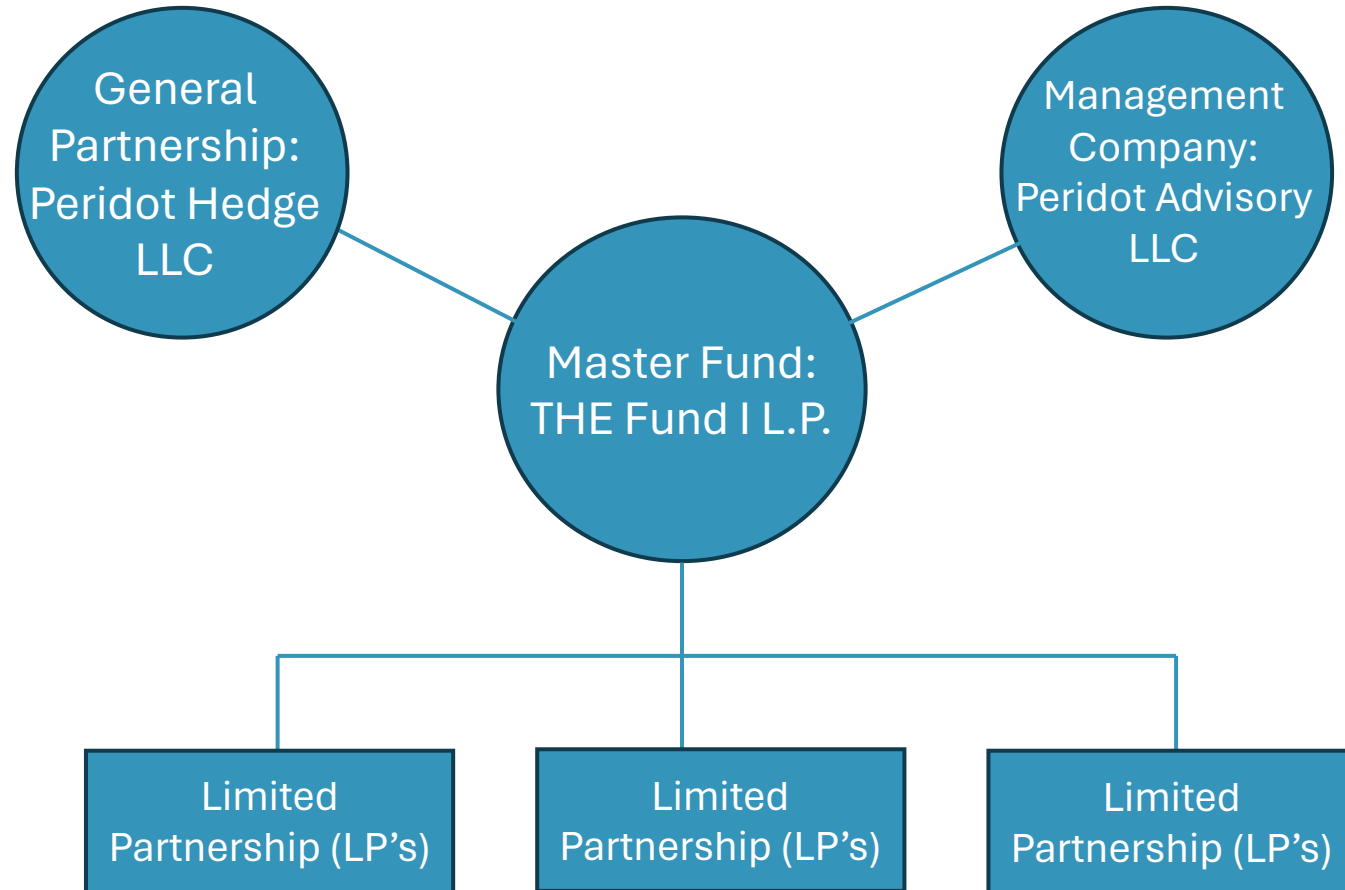 General
Partnership:
Peridot Hedge
LLC
Management
Company:
Peridot Advisory
LLC
Master Fund:
THE Fund I L.P.
Limited
Partnership (LP’s)
Limited
Partnership (LP’s)
Limited
Partnership (LP’s)